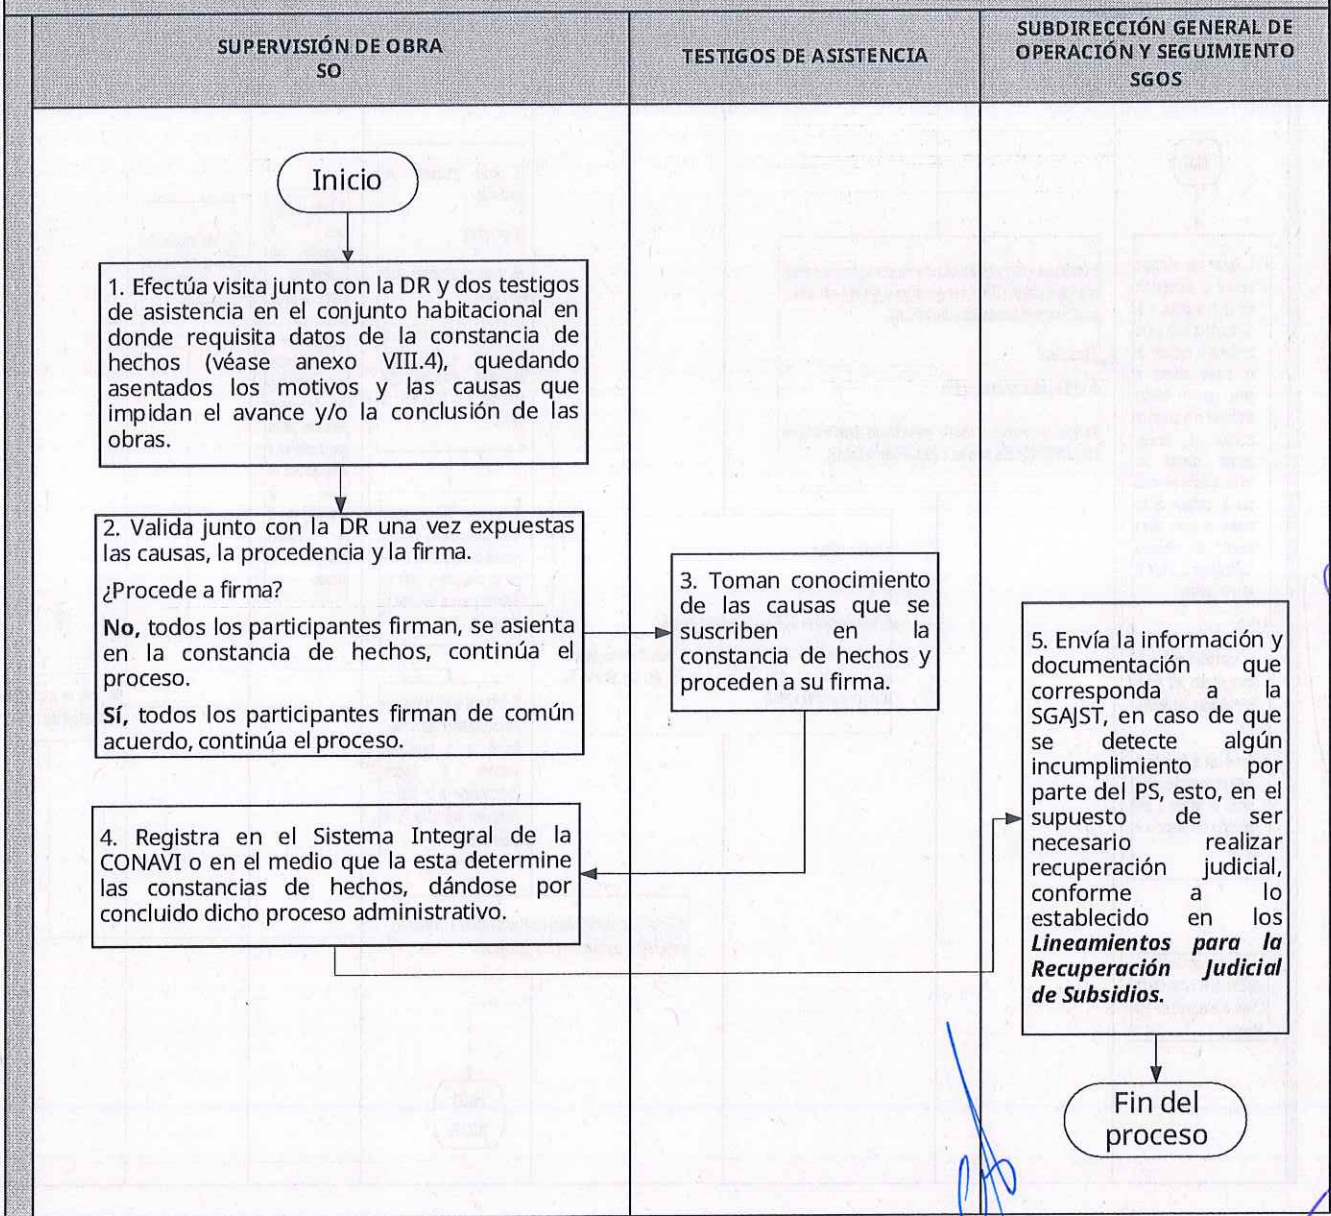 SUPERVISIÓN DE OBRA
SO
TESTIGOS DE ASISTENCIA
SUBDIRECCIÓN GENERAL DE
OPERACIÓN Y SEGUIMIENTO
SGOS
Inicio
1. Efectúa visita junto con la DR y dos testigos
de asistencia en el conjunto habitacional en
donde requisita datos de la constancia de
hechos (véase anexo VIII.4), quedando
asentados los motivos y las causas que
impidan el avance y/o la conclusión de las
obras.
2. Valida junto con la DR una vez expuestas
las causas, la procedencia y la firma.
¿Procede a firma?
No, todos los participantes firman, se asienta
en la constancia de hechos, continúa el
proceso.
Sí, todos los participantes firman de común
acuerdo, continúa el proceso.
3. Toman conocimiento
de las causas que se
suscriben en la
constancia de hechos y
proceden a su firma.
4. Registra en el Sistema Integral de la
CONAVI o en el medio que la esta determine
las constancias de hechos, dándose por
concluido dicho proceso administrativo.
5. Envía la información y
documentación que
corresponda a la
SGAJST, en caso de que
se detecte algún
incumplimiento por
parte del PS, esto, en el
supuesto de ser
necesario realizar
recuperación judicial,
conforme a lo
establecido en los
Lineamientos para la
Recuperación Judicial
de Subsidios.
Fin del
proceso